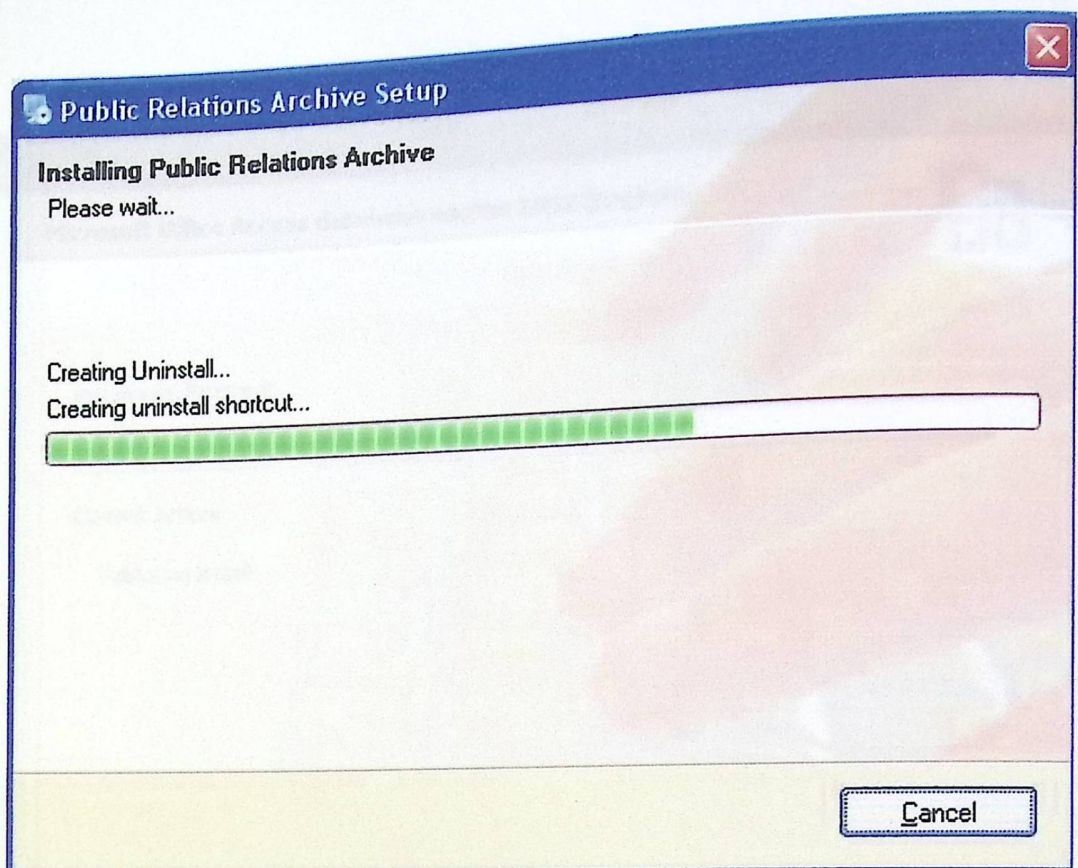 Public Relations Archive Setup
Installing Public Relations Archive
Please wait...
Creating Uninstall...
Creating uninstall shortcut...
Cancel